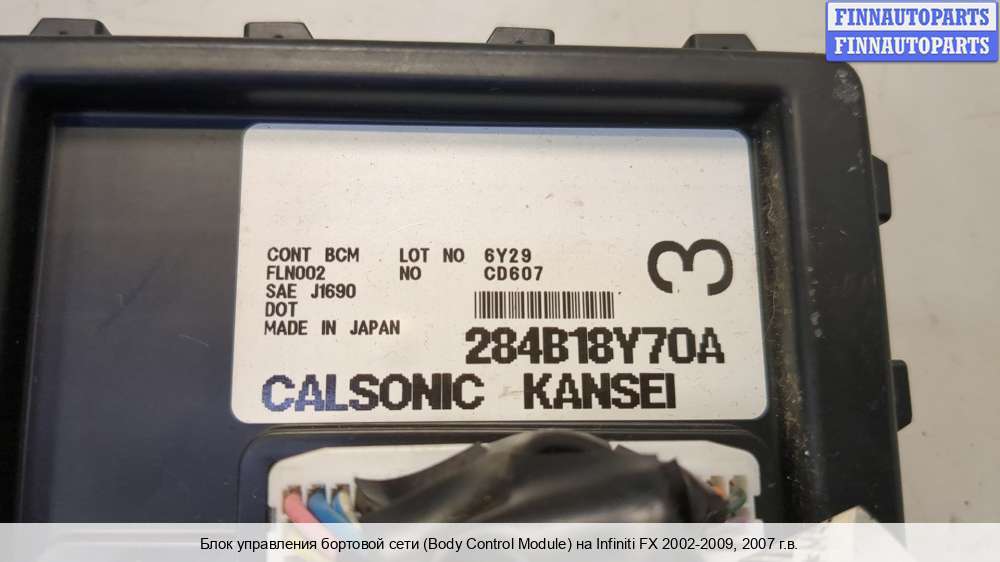 FINNAUTOPARTS
FINNAUTOPARTS
CONT BCM LOT NO 6Y29
FLN002 NO CD607
SAE J1690
DOT
MADE IN JAPAN
3
284B18Y70A
CALSONIC KANSEI
Блок управления бортовой сети (Body Control Module) на Infiniti FX 2002-2009, 2007 г.в.